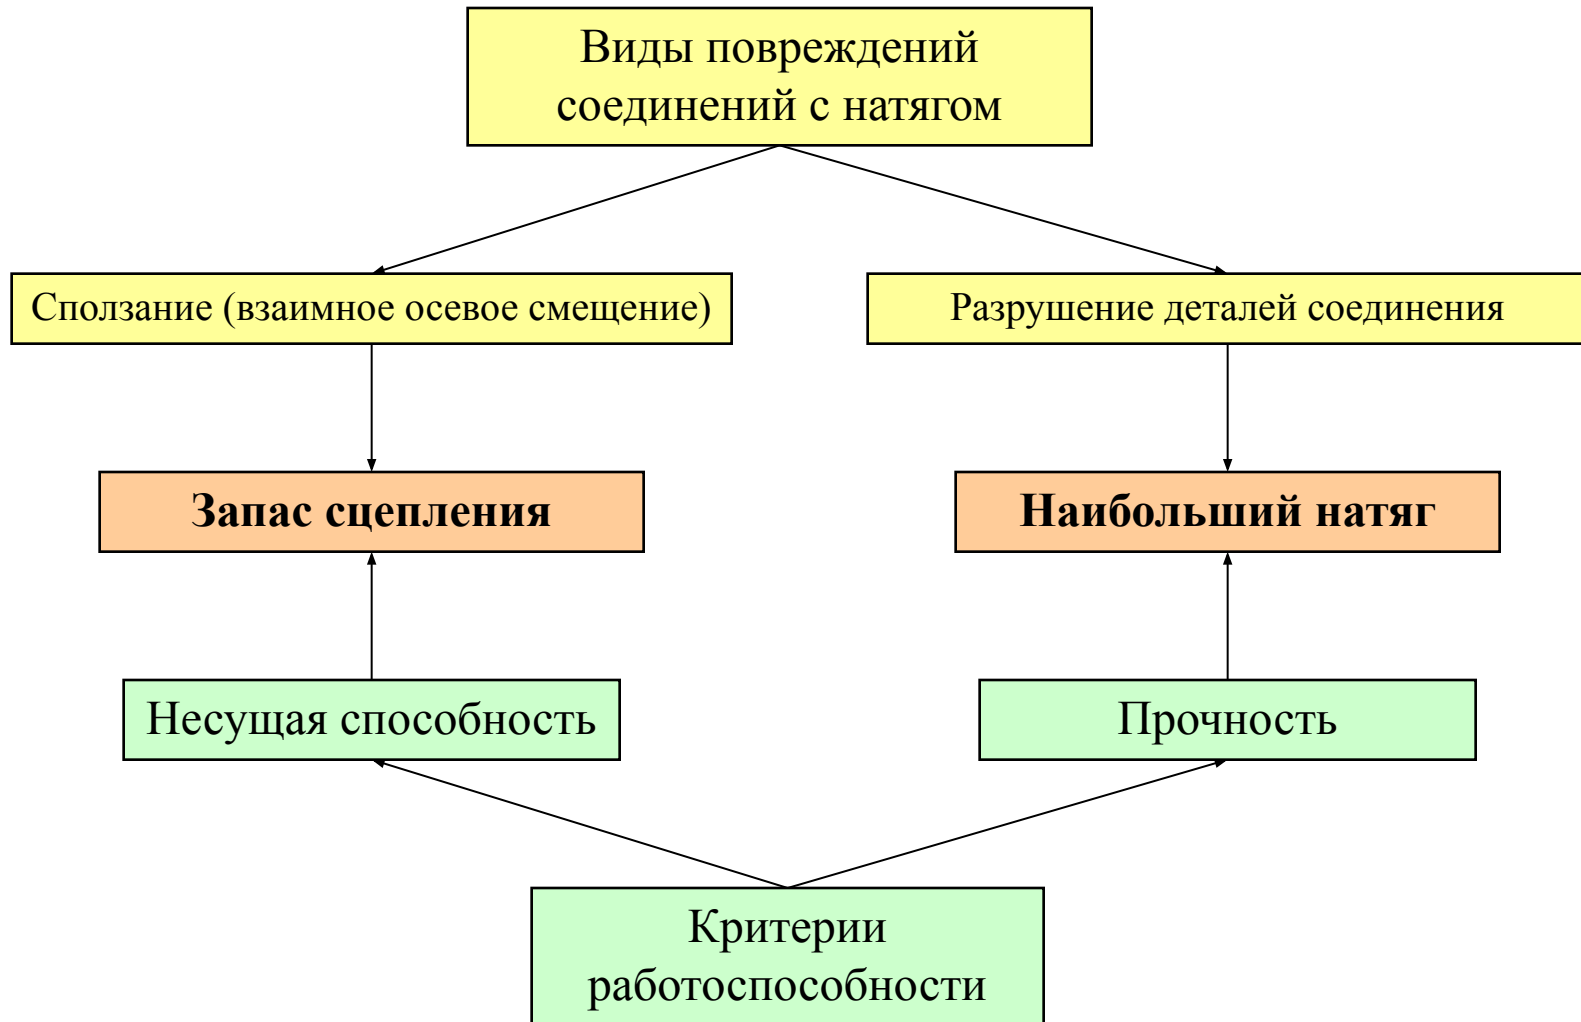 Виды повреждений
соединений с натягом
Сползание (взаимное осевое смещение)
Разрушение деталей соединения
Запас сцепления
Наибольший натяг
Несущая способность
Прочность
Критерии
работоспособности